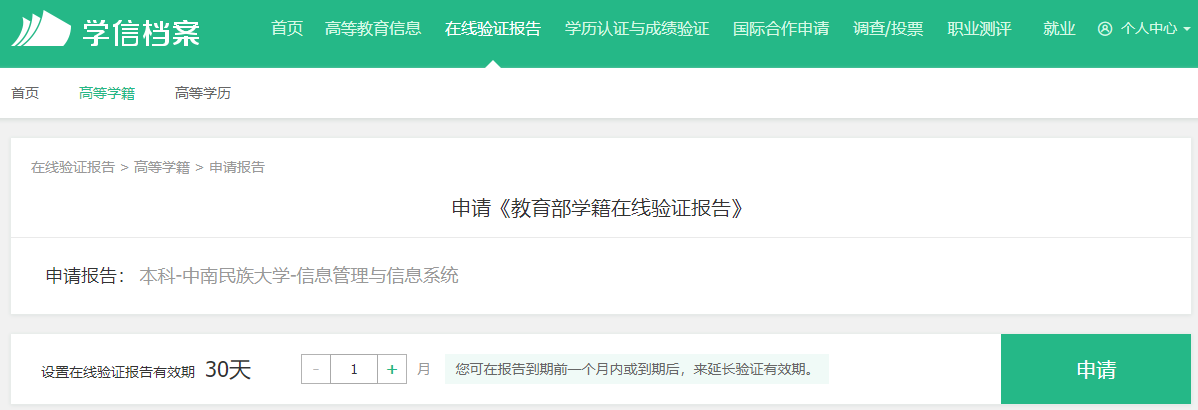 学信档案 首页 高等教育信息 在线验证报告 学历认证与成绩验证 国际合作申请 调查/投票 职业测评 就业 个人中心
首页 高等学籍 高等学历
在线验证报告 > 高等学籍 > 申请报告
申请《教育部学籍在线验证报告》
申请报告： 本科-中南民族大学-信息管理与信息系统
设置在线验证报告有效期 30天 - 1 + 月 您可在报告到期前一个月内或到期后，来延长验证有效期。 申请